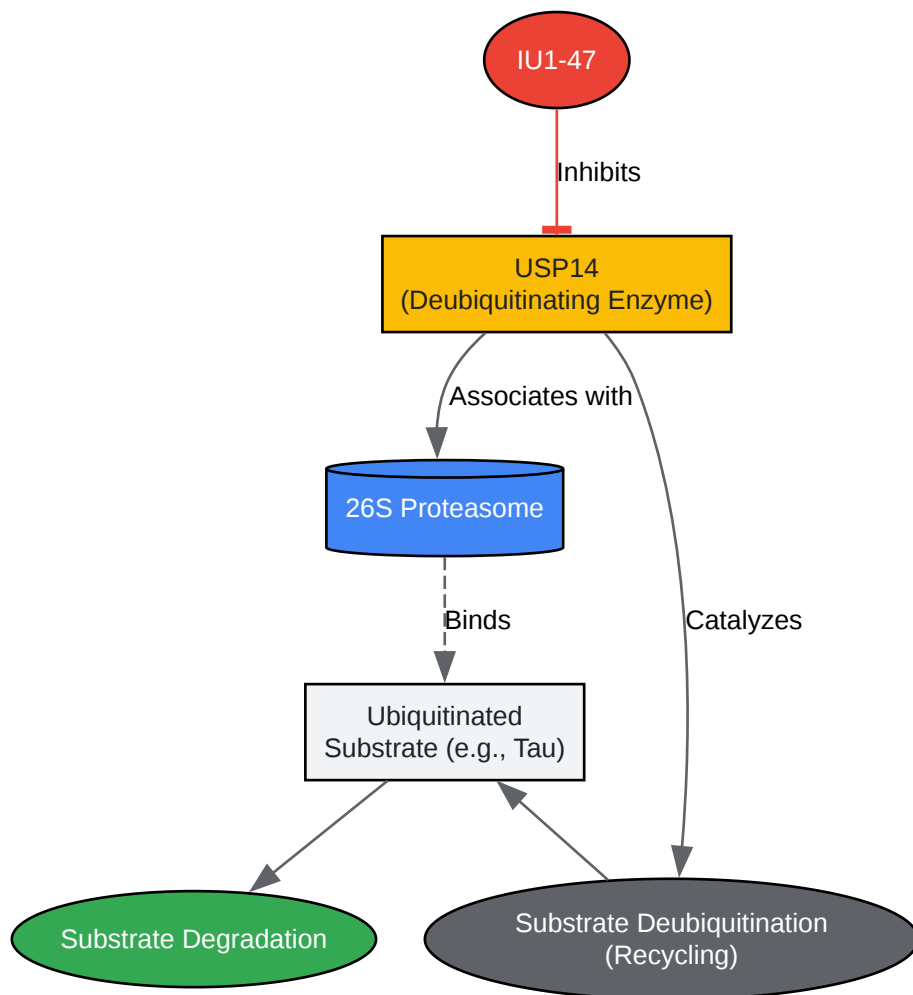 IU1-47
Inhibits
USP14
(Deubiquitinating Enzyme)
Associates with
26S Proteasome
Binds
Catalyzes
Ubiquitinated
Substrate (e.g., Tau)
Substrate Degradation
Substrate Deubiquitination
(Recycling)